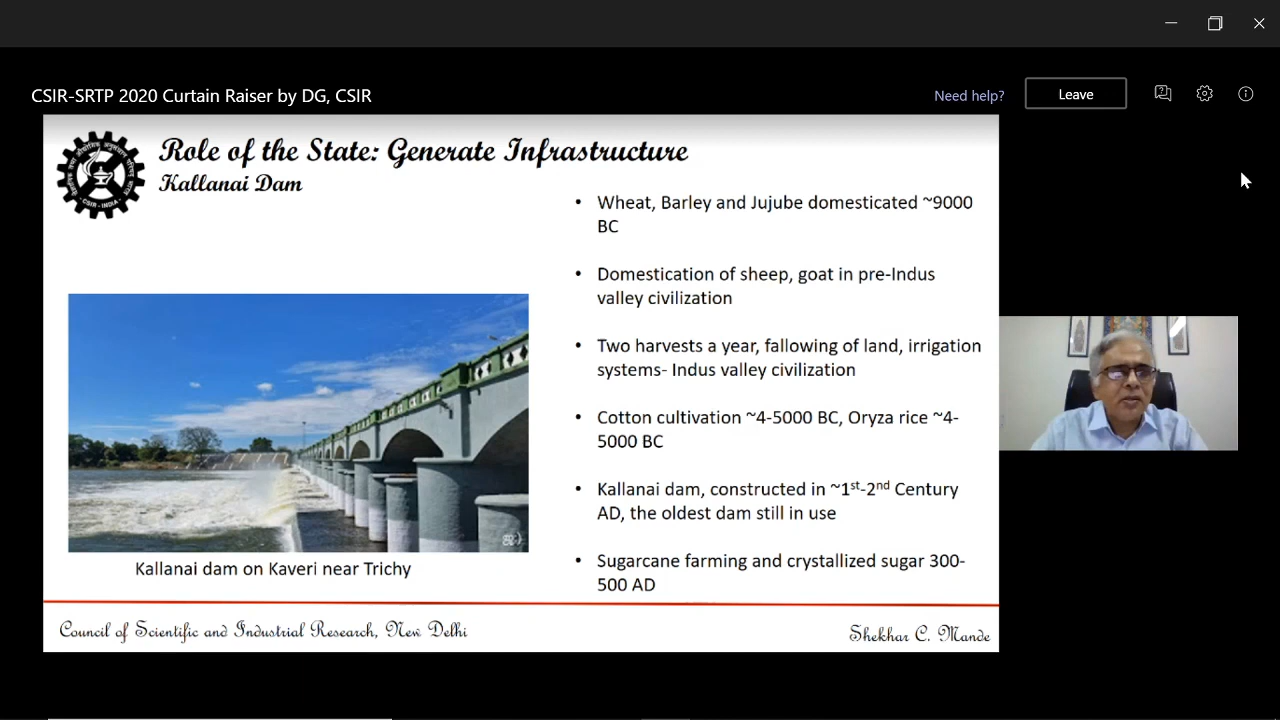 CSIR-SRTP 2020 Curtain Raiser by DG, CSIR
Need help?
Leave
Role of the State: Generate Infrastructure
Kallanai Dam
CSIR - INDIA
• Wheat, Barley and Jujube domesticated ~9000
BC
• Domestication of sheep, goat in pre-Indus
valley civilization
• Two harvests a year, fallowing of land, irrigation
systems- Indus valley civilization
• Cotton cultivation ~4-5000 BC, Oryza rice ~4-
5000 BC
• Kallanai dam, constructed in ~1st-2nd Century
AD, the oldest dam still in use
• Sugarcane farming and crystallized sugar 300-
500 AD
Kallanai dam on Kaveri near Trichy
Council of Scientific and Industrial Research, New Delhi
Shekhar C. Mande